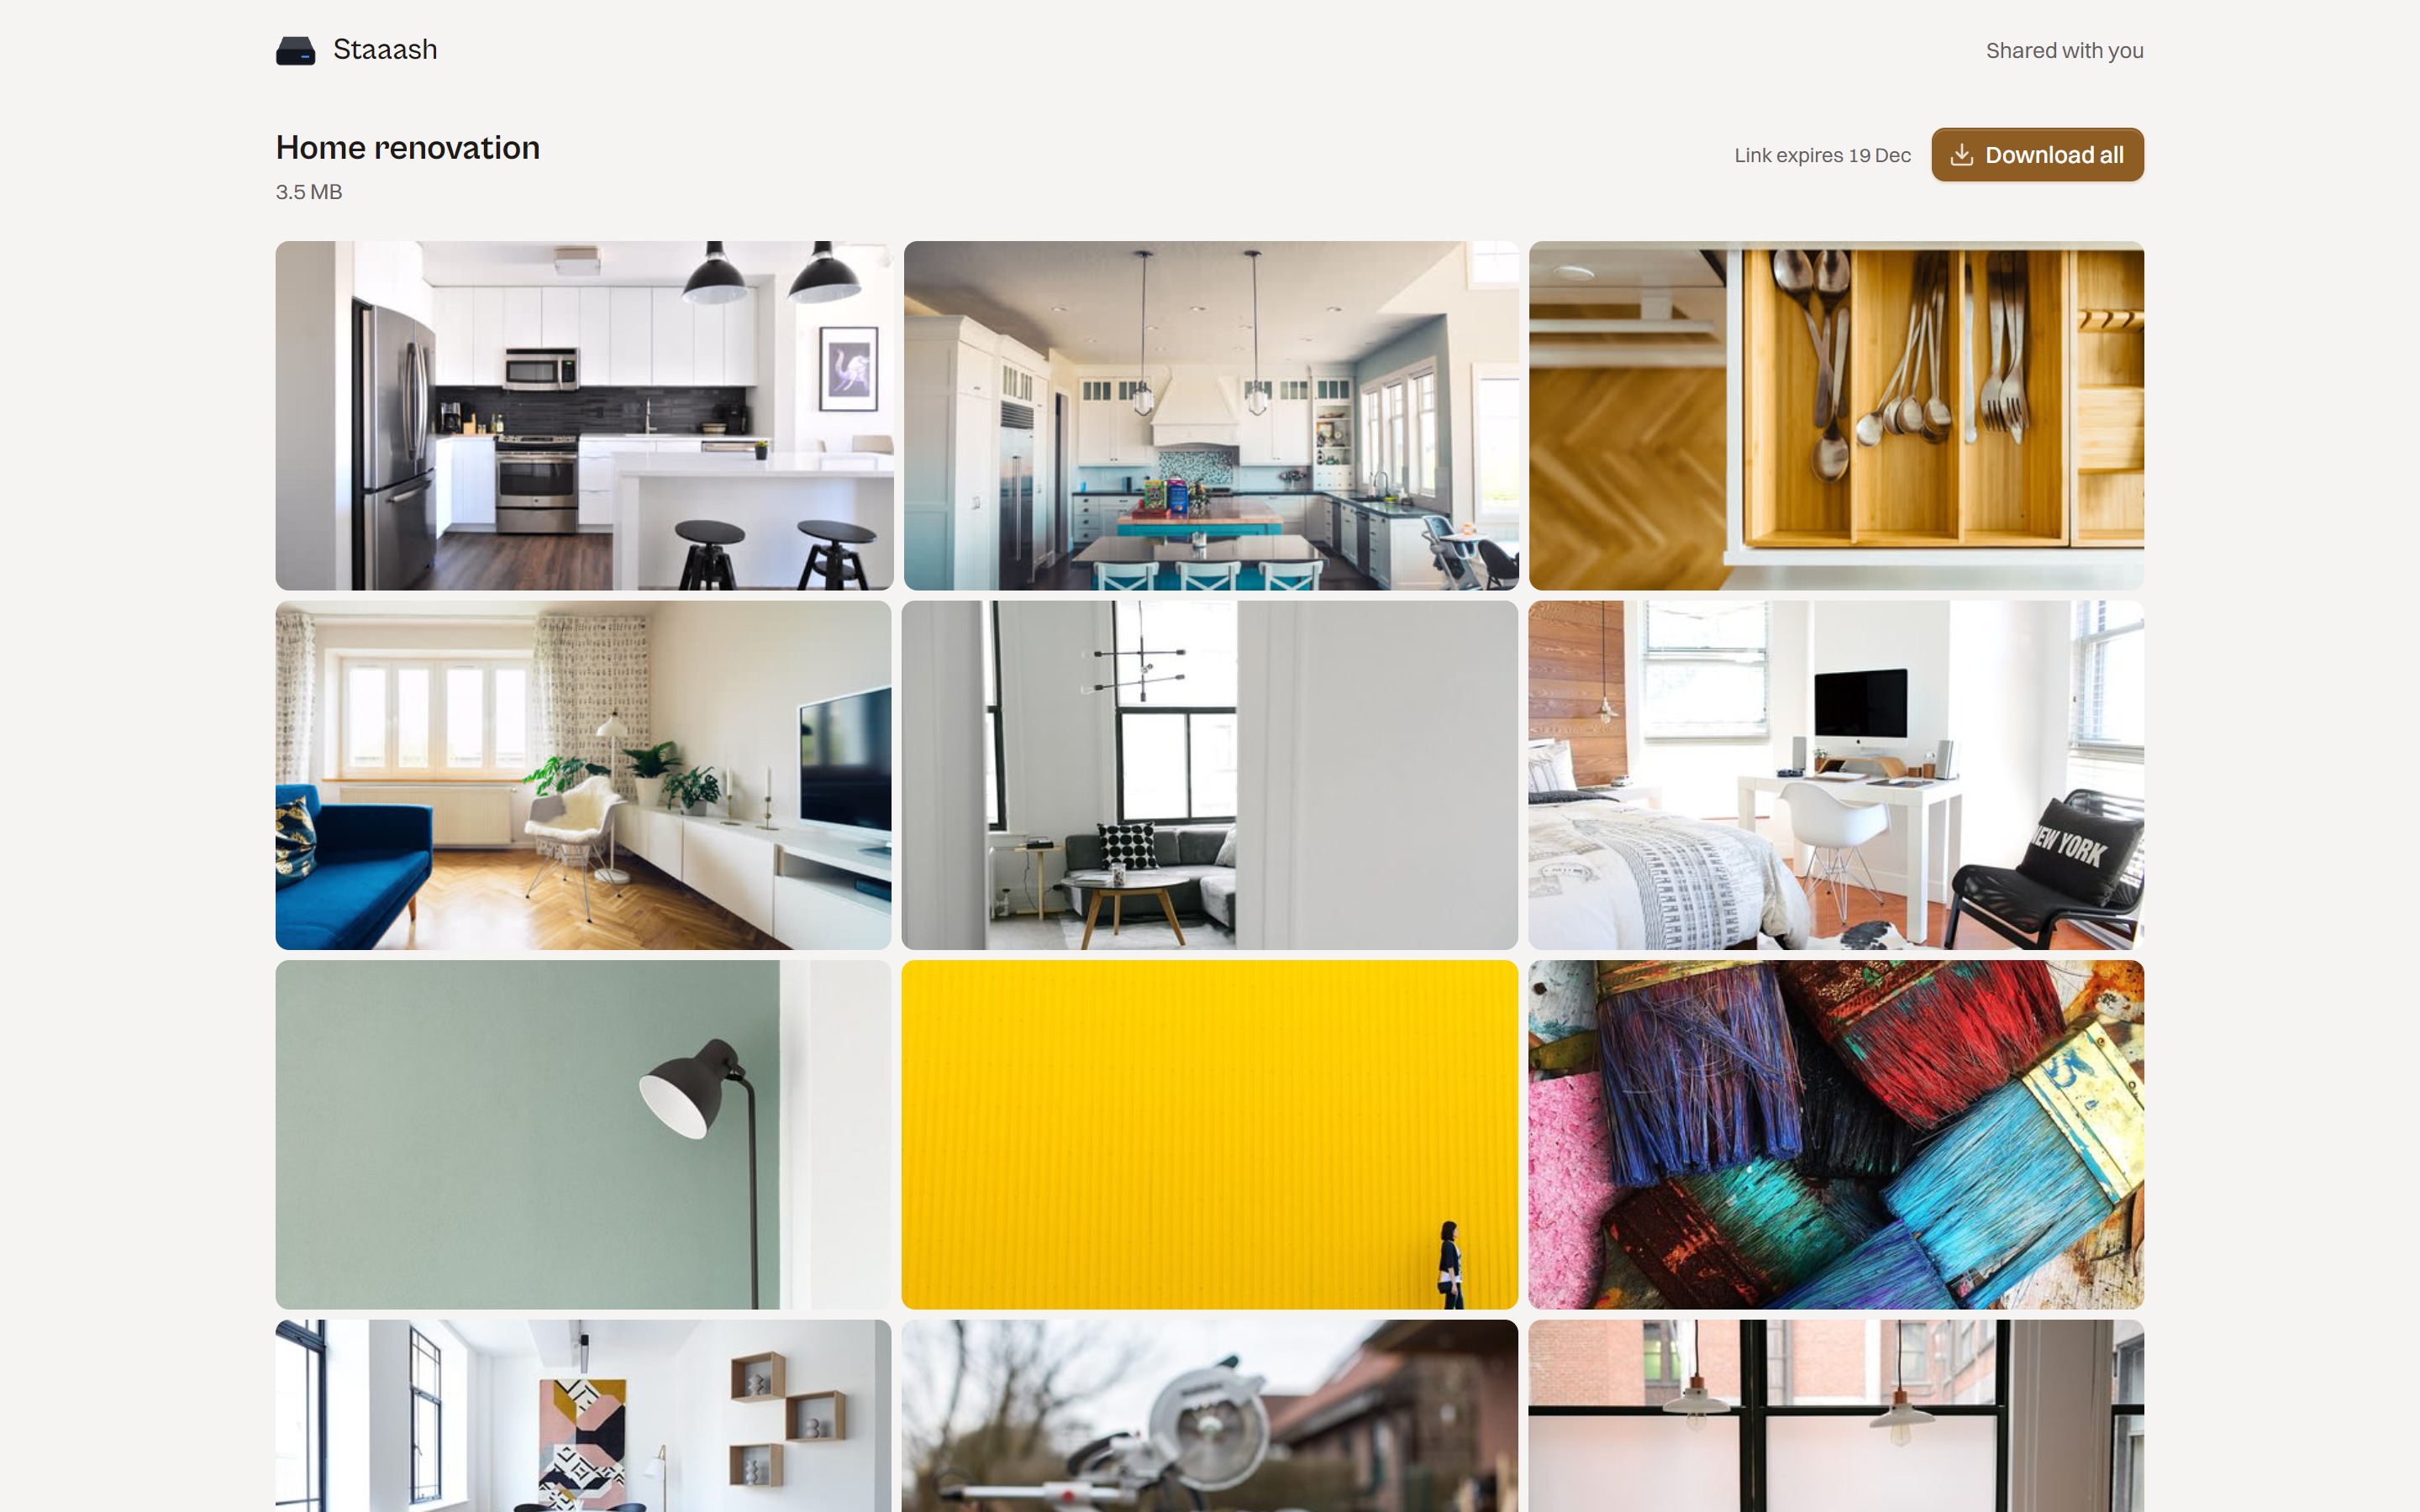 Staaash
Shared with you
Home renovation
3.5 MB
Link expires 19 Dec
Download all
NEW YORK